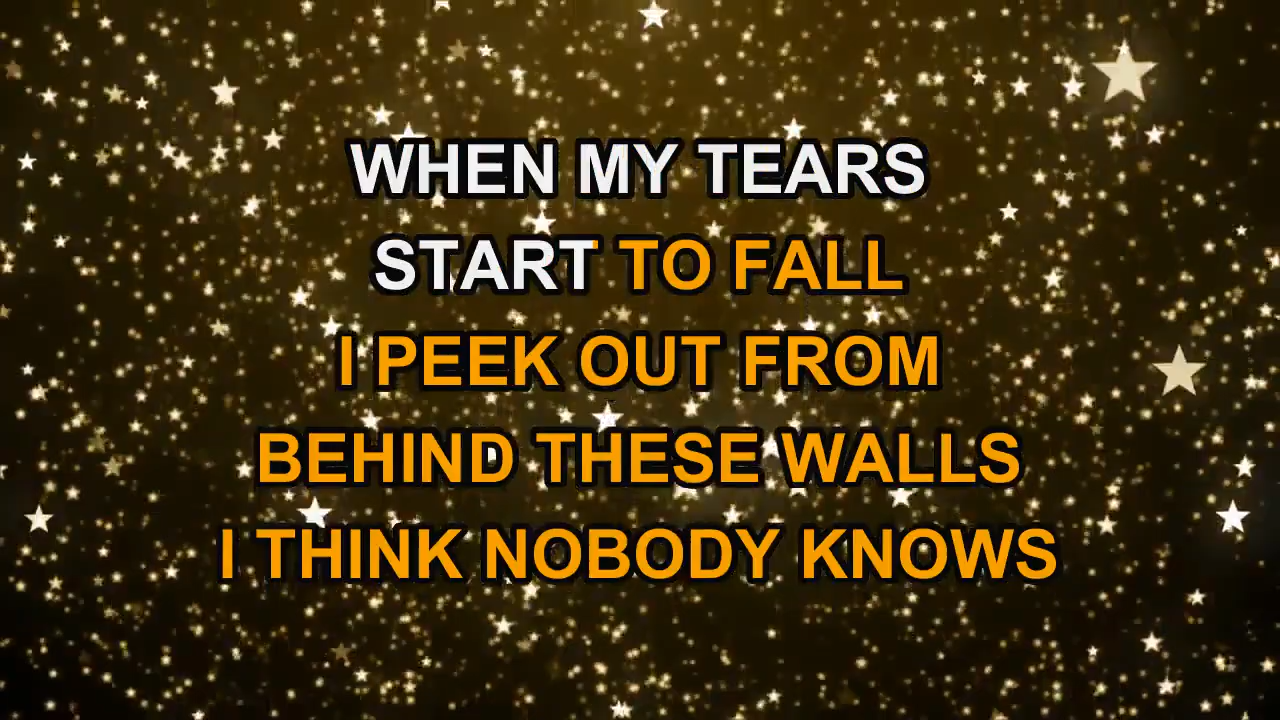 WHEN MY TEARS
START TO FALL
I PEEK OUT FROM
BEHIND THESE WALLS
I THINK NOBODY KNOWS